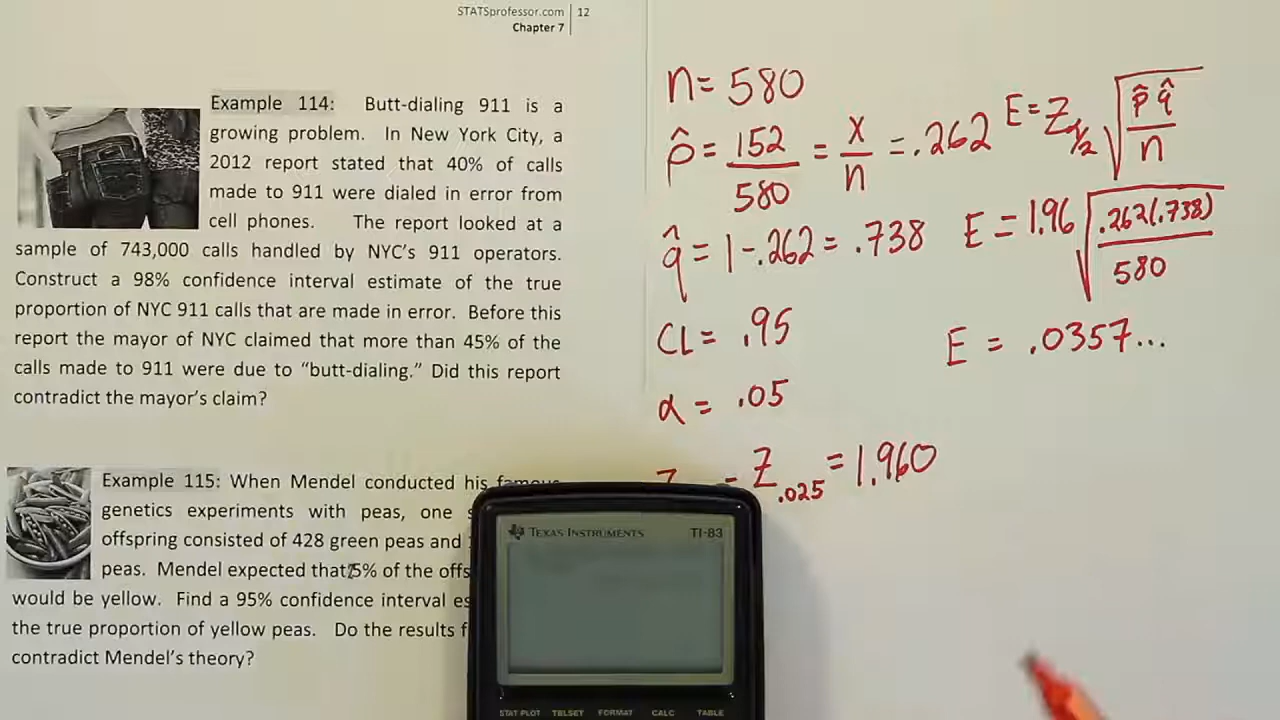 STATSprofessor.com | 12
Chapter 7
Example 114: Butt-dialing 911 is a
growing problem. In New York City, a
2012 report stated that 40% of calls
made to 911 were dialed in error from
cell phones. The report looked at a
sample of 743,000 calls handled by NYC’s 911 operators.
Construct a 98% confidence interval estimate of the true
proportion of NYC 911 calls that are made in error. Before this
report the mayor of NYC claimed that more than 45% of the
calls made to 911 were due to “butt-dialing.” Did this report
contradict the mayor’s claim?
Example 115: When Mendel conducted his famous
genetics experiments with peas, one
offspring consisted of 428 green peas and
peas. Mendel expected that 25% of the
would be yellow. Find a 95% confidence interval
the true proportion of yellow peas. Do the results
contradict Mendel’s theory?
n = 580
p̂ = 152/580 = x/n = .262
q̂ = 1-.262 = .738
CL = .95
α = .05
= Z.025 = 1.960
E = Zα/2 √(p̂ q̂/n)
E = 1.96 √(.262(.738)/580)
E = .0357...
TEXAS INSTRUMENTS TI-83
STAT PLOT TBLSET FORMAT CALC TABLE